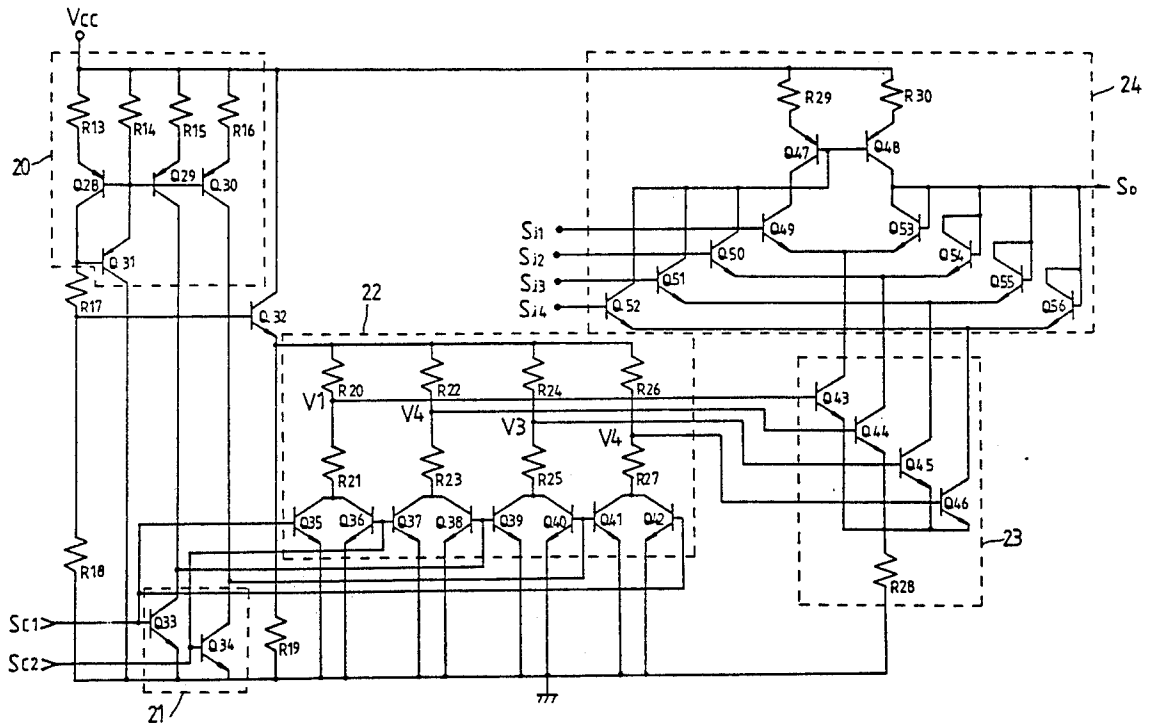 Vcc
R13
R14
R15
R16
R29
R30
24
20
Q28
Q29
Q30
Q47
Q48
So
Si1
Si2
Si3
Si4
Q49
Q50
Q51
Q52
Q53
Q54
Q55
Q56
Q31
R17
Q32
22
R20
R22
R24
R26
V1
V4
V3
V4
Q43
Q44
Q45
Q46
R21
R23
R25
R27
Q35
Q36
Q37
Q38
Q39
Q40
Q41
Q42
23
R18
R28
Sc1
Q33
Q34
R19
Sc2
21